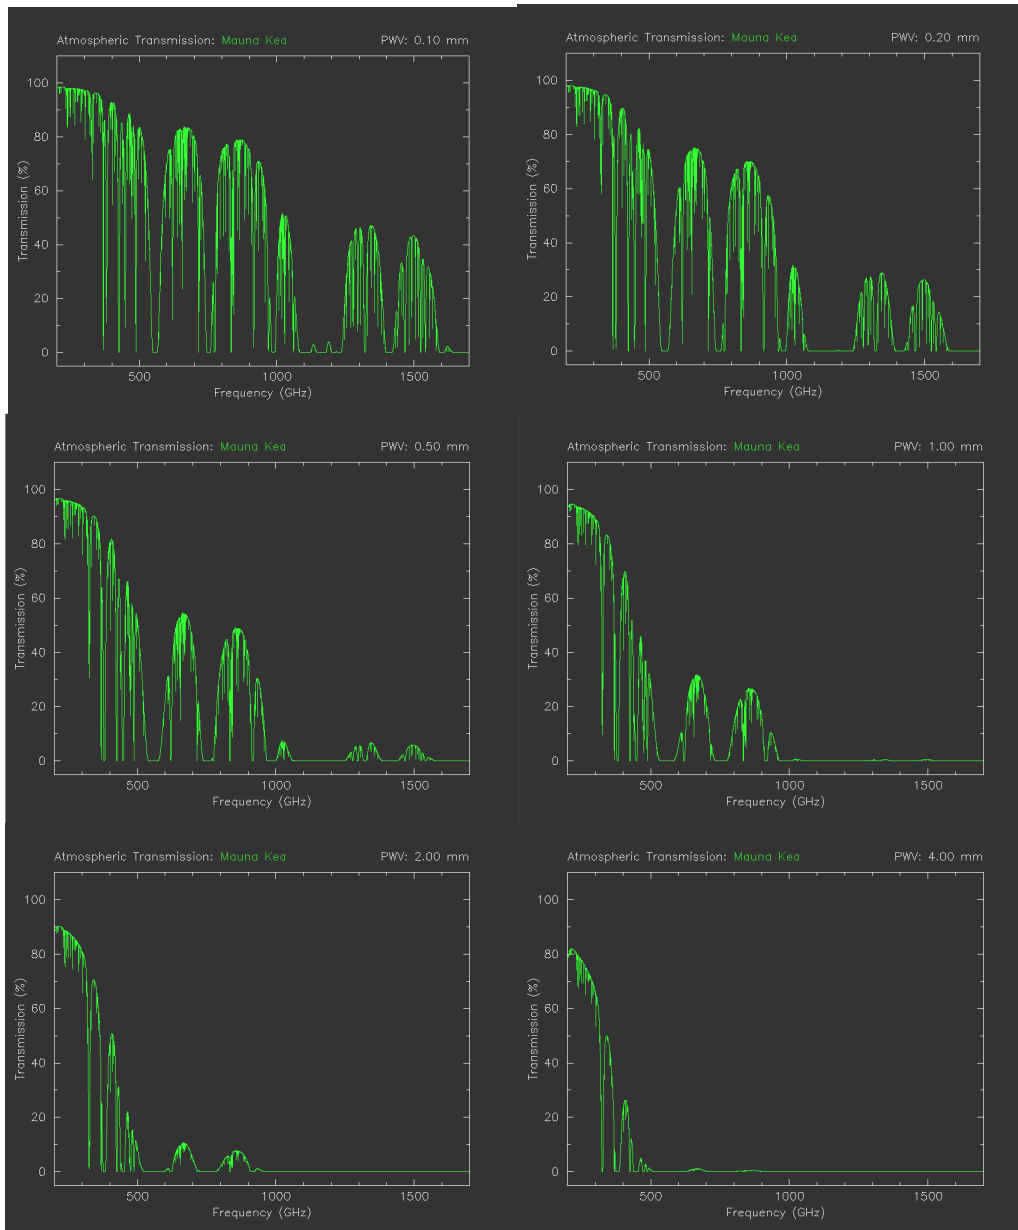 Atmospheric Transmission: Mauna Kea PWV: 0.10 mm
100
80
60
40
20
0
Transmission (%)
500 1000 1500
Frequency (GHz)
Atmospheric Transmission: Mauna Kea PWV: 0.20 mm
100
80
60
40
20
0
Transmission (%)
500 1000 1500
Frequency (GHz)
Atmospheric Transmission: Mauna Kea PWV: 0.50 mm
100
80
60
40
20
0
Transmission (%)
500 1000 1500
Frequency (GHz)
Atmospheric Transmission: Mauna Kea PWV: 1.00 mm
100
80
60
40
20
0
Transmission (%)
500 1000 1500
Frequency (GHz)
Atmospheric Transmission: Mauna Kea PWV: 2.00 mm
100
80
60
40
20
0
Transmission (%)
500 1000 1500
Frequency (GHz)
Atmospheric Transmission: Mauna Kea PWV: 4.00 mm
100
80
60
40
20
0
Transmission (%)
500 1000 1500
Frequency (GHz)